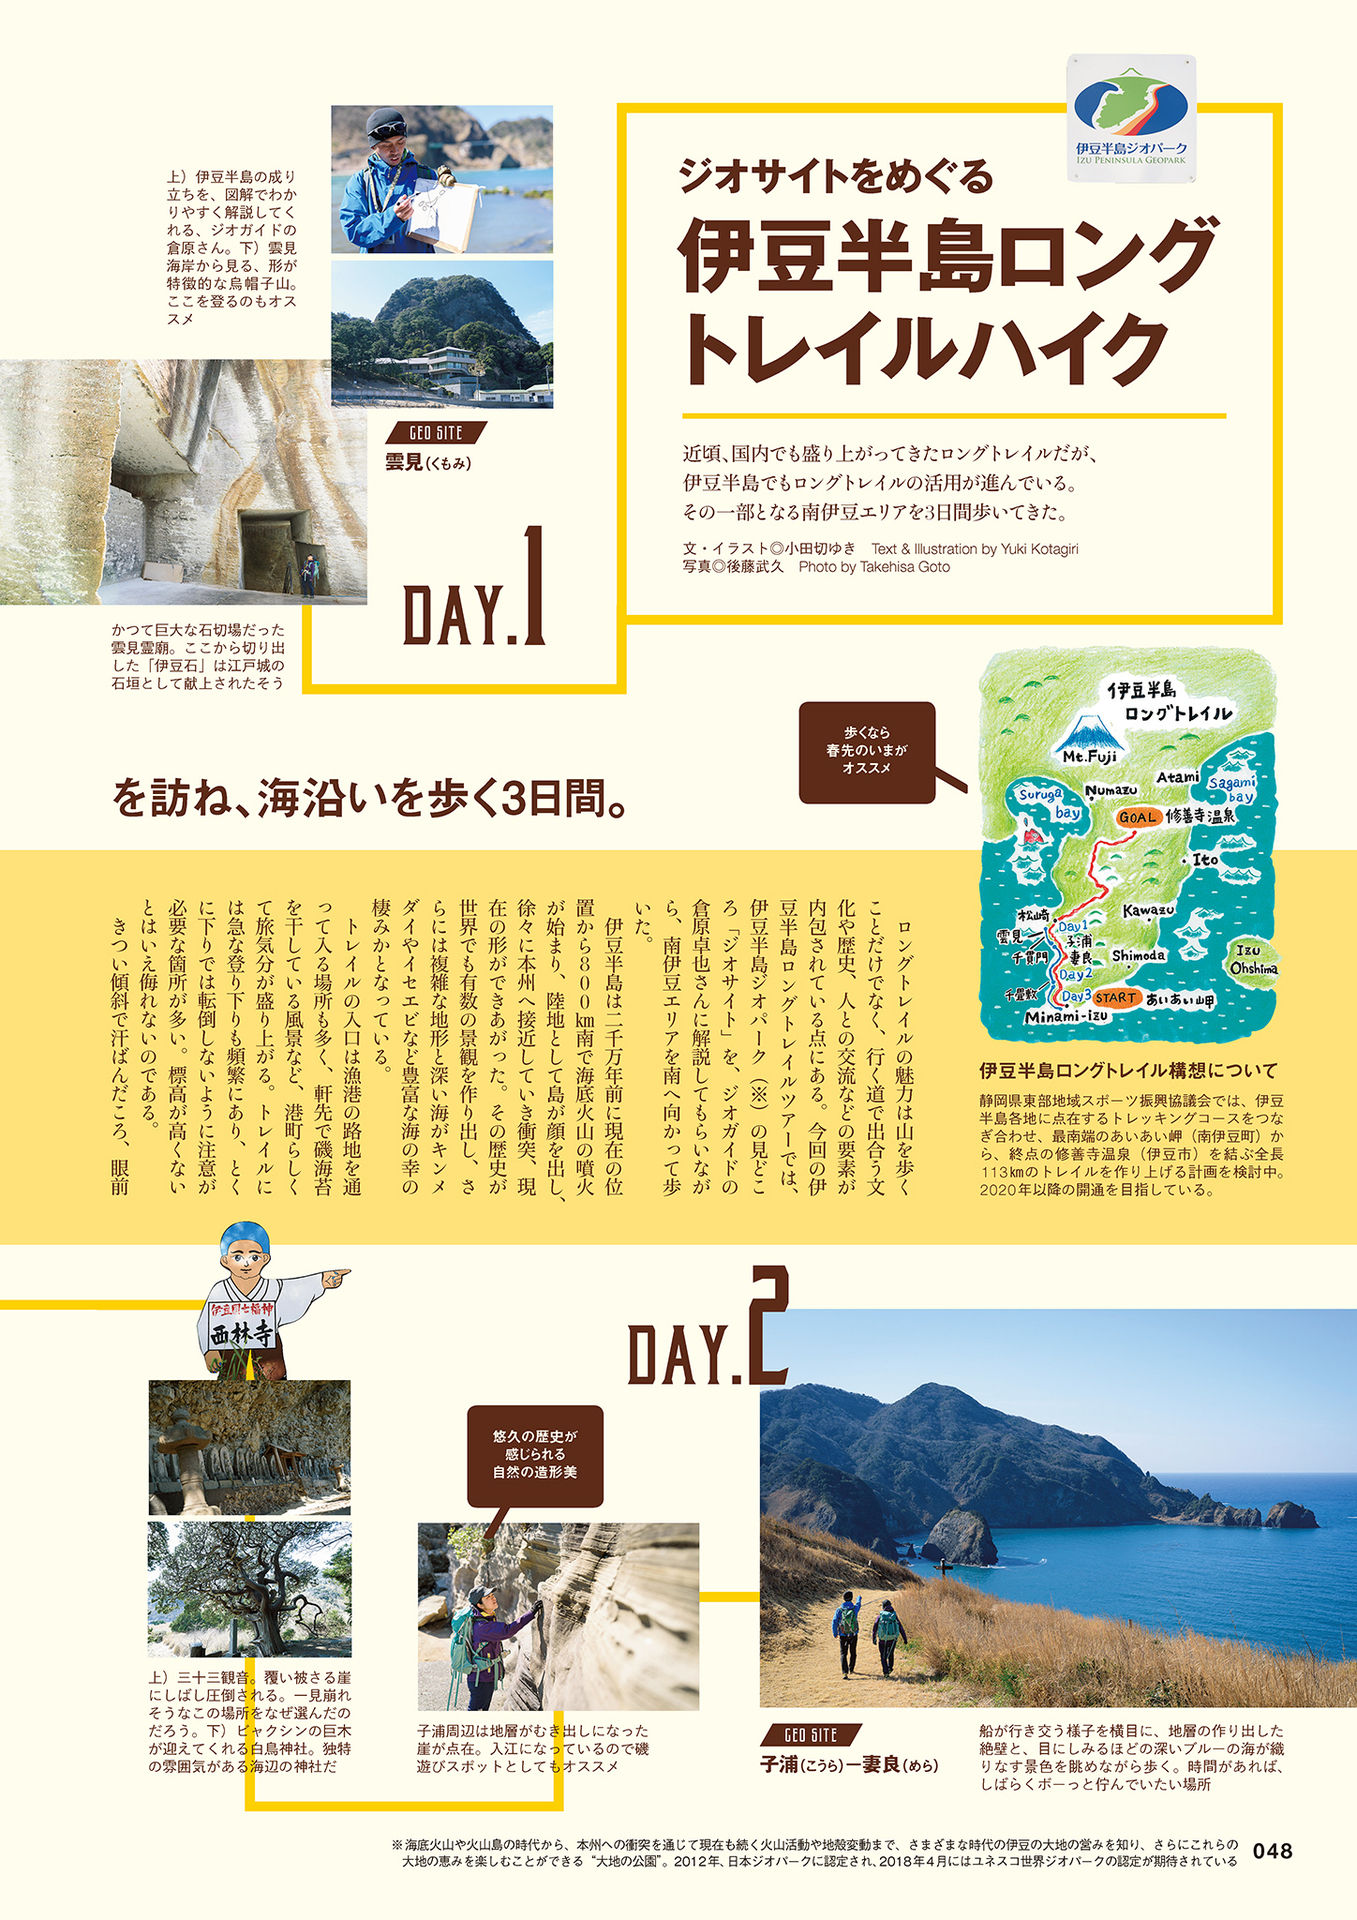 伊豆半島ジオパーク
IZU PENINSULA GEOPARK
ジオサイトをめぐる
伊豆半島ロング
トレイルハイク
近頃、国内でも盛り上がってきたロングトレイルだが、
伊豆半島でもロングトレイルの活用が進んでいる。
その一部となる南伊豆エリアを3日間歩いてきた。
文・イラスト◎小田切ゆき Text & Illustration by Yuki Kotagiri
写真◎後藤武久 Photo by Takehisa Goto
上）伊豆半島の成り
立ちを、図解でわか
りやすく解説してく
れる、ジオガイドの
倉原さん。下）雲見
海岸から見る、形が
特徴的な烏帽子山。
ここを登るのもオス
スメ
GEO SITE
雲見（くもみ）
DAY.1
かつて巨大な石切場だった
雲見霊廟。ここから切り出
した「伊豆石」は江戸城の
石垣として献上されたそう
歩くなら
春先のいまが
オススメ
伊豆半島
ロングトレイル
Mt.Fuji
Atami
Sagami
bay
Suruga
bay
Numazu
GOAL 修善寺温泉
Ito
松崎
Kawazu
Day1
雲見
子浦
千貫門
妻良
Shimoda
Izu
Ohshima
Day2
千畳敷
Day3
START あいあい岬
Minami-izu
を訪ね、海沿いを歩く3日間。
ロングトレイルの魅力は山を歩く
ことだけでなく、行く道で出合う文
化や歴史、人との交流などの要素が
内包されている点にある。今回の伊
豆半島ロングトレイルツアーでは、
伊豆半島ジオパーク（※）の見どこ
ろ「ジオサイト」を、ジオガイドの
倉原卓也さんに解説してもらいなが
ら、南伊豆エリアを南へ向かって歩
いた。
伊豆半島は二千万年前に現在の位
置から800㎞南で海底火山の噴火
が始まり、陸地として島が顔を出し、
徐々に本州へ接近していき衝突、現
在の形ができあがった。その歴史が
世界でも有数の景観を作り出し、さ
らには複雑な地形と深い海がキンメ
ダイやイセエビなど豊富な海の幸の
棲みかとなっている。
トレイルの入口は漁港の路地を通
って入る場所も多く、軒先で磯海苔
を干している風景など、港町らしく
て旅気分が盛り上がる。トレイルに
は急な登り下りも頻繁にあり、とく
に下りでは転倒しないように注意が
必要な箇所が多い。標高が高くない
とはいえ侮れないのである。
きつい傾斜で汗ばんだころ、眼前
伊豆半島ロングトレイル構想について
静岡県東部地域スポーツ振興協議会では、伊豆
半島各地に点在するトレッキングコースをつな
ぎ合わせ、最南端のあいあい岬（南伊豆町）か
ら、終点の修善寺温泉（伊豆市）を結ぶ全長
113㎞のトレイルを作り上げる計画を検討中。
2020年以降の開通を目指している。
伊豆国七福神
西林寺
DAY.2
悠久の歴史が
感じられる
自然の造形美
上）三十三観音。覆い被さる崖
にしばし圧倒される。一見崩れ
そうなこの場所をなぜ選んだの
だろう。下）ビャクシンの巨木
が迎えてくれる白鳥神社。独特
の雰囲気がある海辺の神社だ
子浦周辺は地層がむき出しになった
崖が点在。入江になっているので磯
遊びスポットとしてもオススメ
GEO SITE
子浦（こうら）ー妻良（めら）
船が行き交う様子を横目に、地層の作り出した
絶壁と、目にしみるほどの深いブルーの海が織
りなす景色を眺めながら歩く。時間があれば、
しばらくボーっと佇んでいたい場所
※海底火山や火山島の時代から、本州への衝突を通じて現在も続く火山活動や地殻変動まで、さまざまな時代の伊豆の大地の営みを知り、さらにこれらの
大地の恵みを楽しむことができる“大地の公園”。2012年、日本ジオパークに認定され、2018年4月にはユネスコ世界ジオパークの認定が期待されている
048